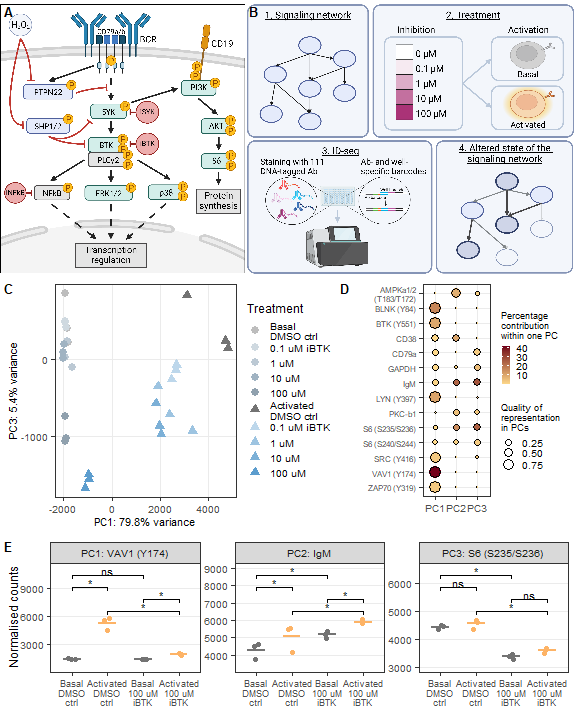 A
H₂O₂
CD79a/b
BCR
CD19
P
P
P
PI3K
P
PTPN22
P
SYK
P
iSYK
SHP1/2
P
AKT
P
BTK
P
iBTK
PLCγ2
P
S6
P
iNFκB
NFκB
P
ERK1/2
P
p38
P
Protein
synthesis
Transcription
regulation
B
1. Signaling network
2. Treatment
Inhibition
Activation
0 µM
0.1 µM
1 µM
10 µM
100 µM
Basal
Activated
3. ID-seq
Staining with 111
DNA-tagged Ab
Ab- and well-
specific barcodes
4. Altered state of the
signaling network
C
PC3: 5.4% variance
0
-1000
-2000
0
2000
4000
PC1: 79.8% variance
Treatment
Basal
DMSO ctrl
0.1 uM iBTK
1 uM
10 uM
100 uM
Activated
DMSO ctrl
0.1 uM iBTK
1 uM
10 uM
100 uM
D
AMPKa1/2
(T183/T172)
BLNK (Y84)
BTK (Y551)
CD38
CD79a
GAPDH
IgM
LYN (Y397)
PKC-b1
S6 (S235/S236)
S6 (S240/S244)
SRC (Y416)
VAV1 (Y174)
ZAP70 (Y319)
PC1 PC2 PC3
Percentage
contribution
within one PC
40
30
20
10
Quality of
representation
in PCs
0.25
0.50
0.75
E
Normalised counts
PC1: VAV1 (Y174)
9000
6000
3000
ns
*
*
*
Basal
DMSO
ctrl
Activated
DMSO
ctrl
Basal
100 uM
iBTK
Activated
100 uM
iBTK
PC2: IgM
9000
8000
7000
6000
5000
4000
*
*
*
*
Basal
DMSO
ctrl
Activated
DMSO
ctrl
Basal
100 uM
iBTK
Activated
100 uM
iBTK
PC3: S6 (S235/S236)
6000
5000
4000
3000
*
ns
ns
*
Basal
DMSO
ctrl
Activated
DMSO
ctrl
Basal
100 uM
iBTK
Activated
100 uM
iBTK